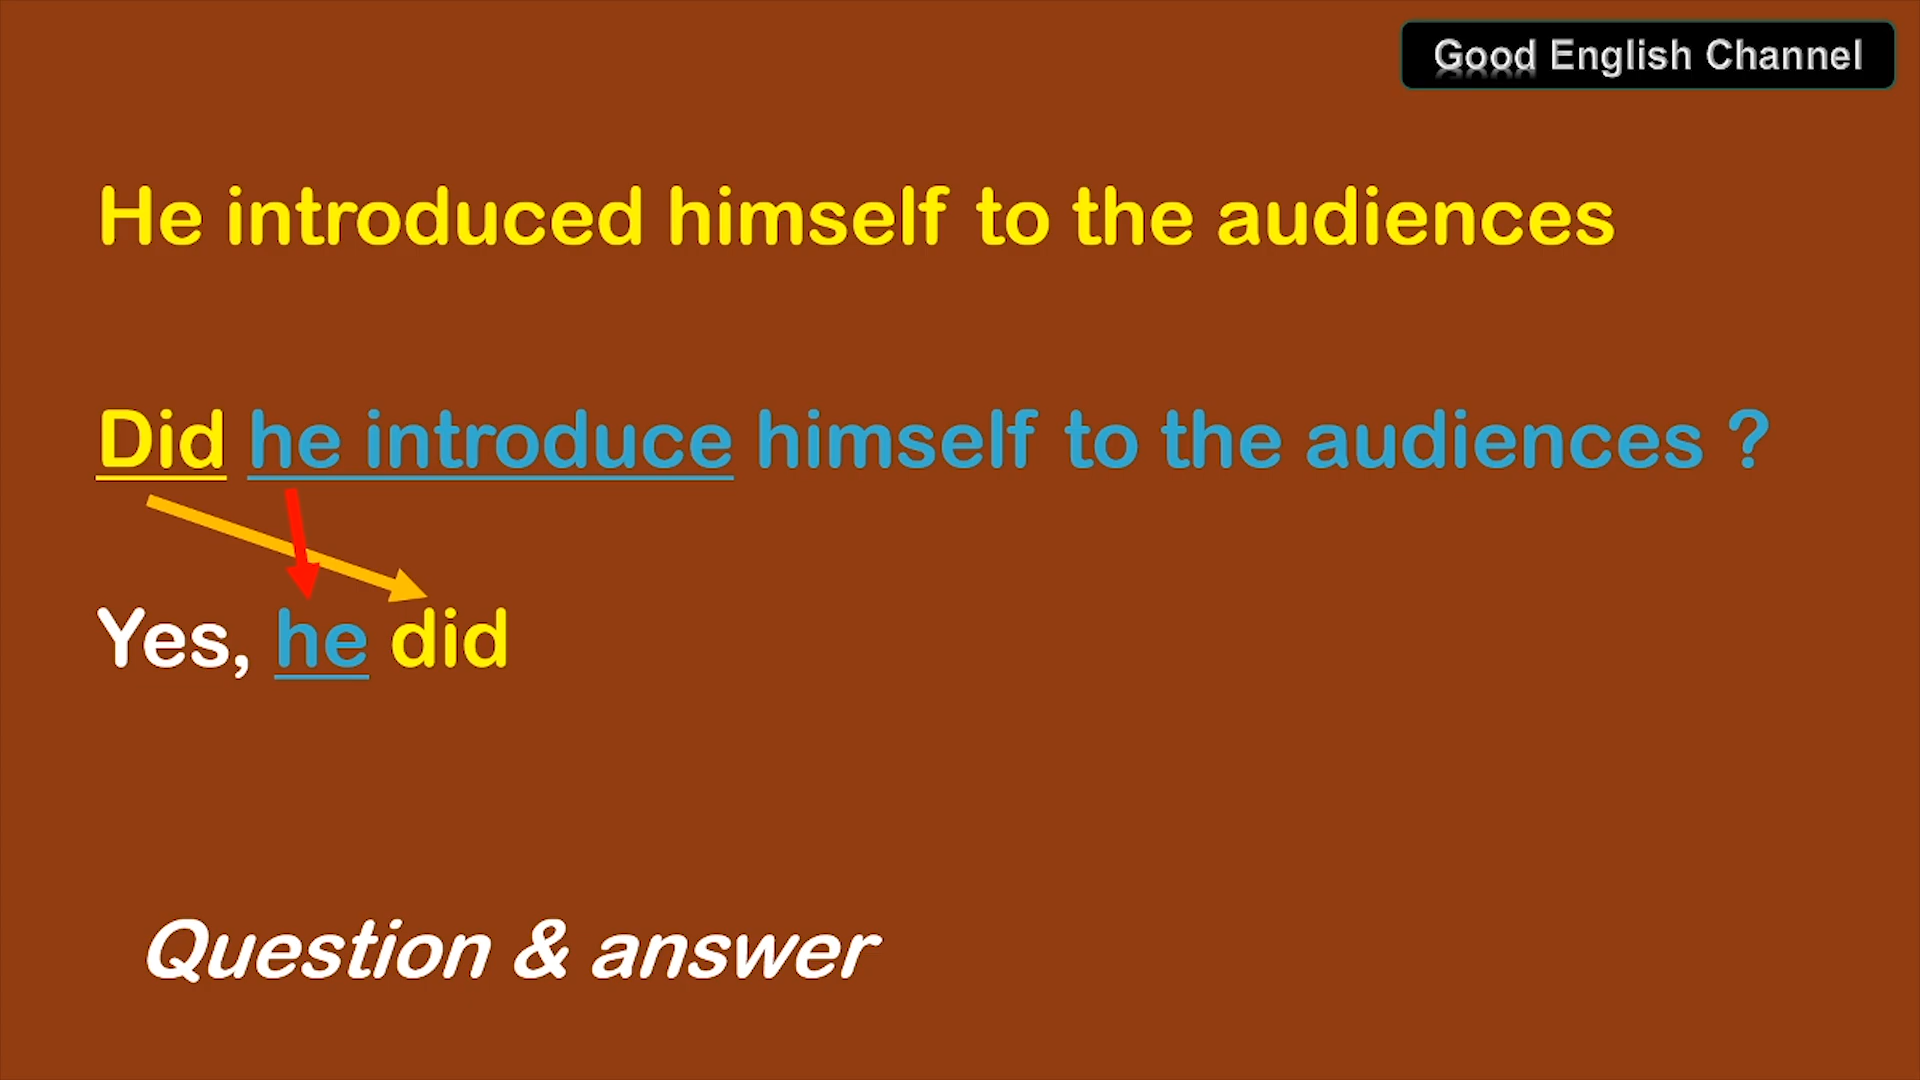 Good English Channel
He introduced himself to the audiences
Did he introduce himself to the audiences ?
Yes, he did
Question & answer